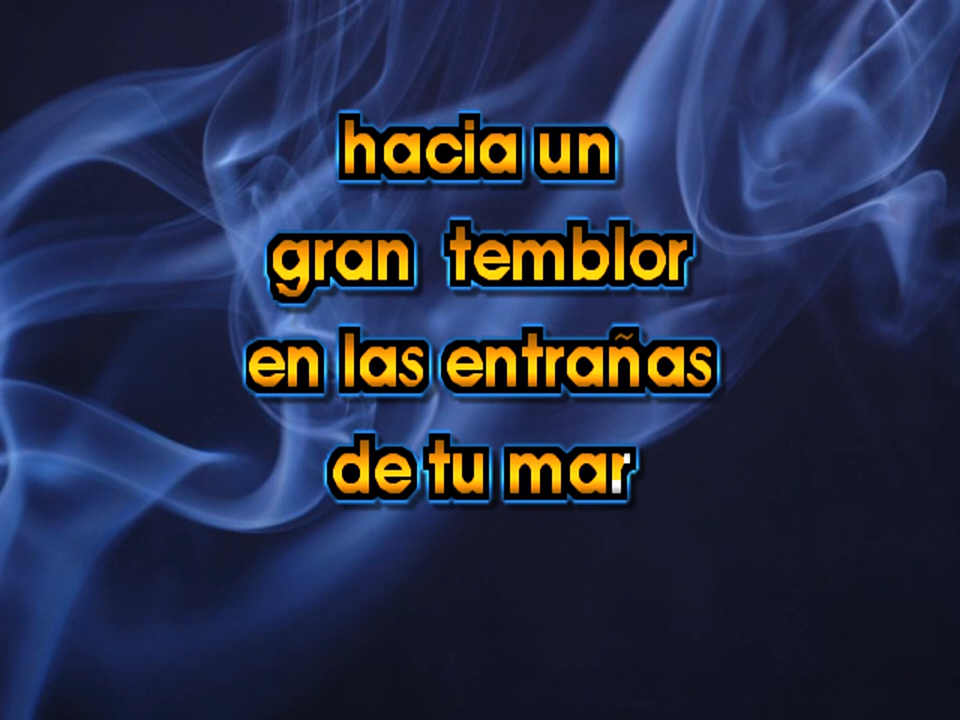 hacia un
gran temblor
en las entrañas
de tu mar